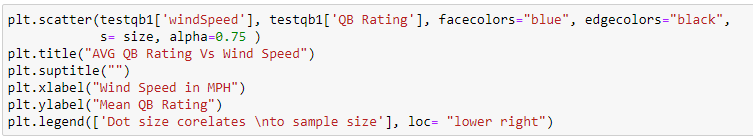 plt.scatter(testqb1['windSpeed'], testqb1['QB Rating'], facecolors="blue", edgecolors="black",
            s= size, alpha=0.75 )
plt.title("AVG QB Rating Vs Wind Speed")
plt.suptitle("")
plt.xlabel("Wind Speed in MPH")
plt.ylabel("Mean QB Rating")
plt.legend(['Dot size corelates \nto sample size'], loc= "lower right")